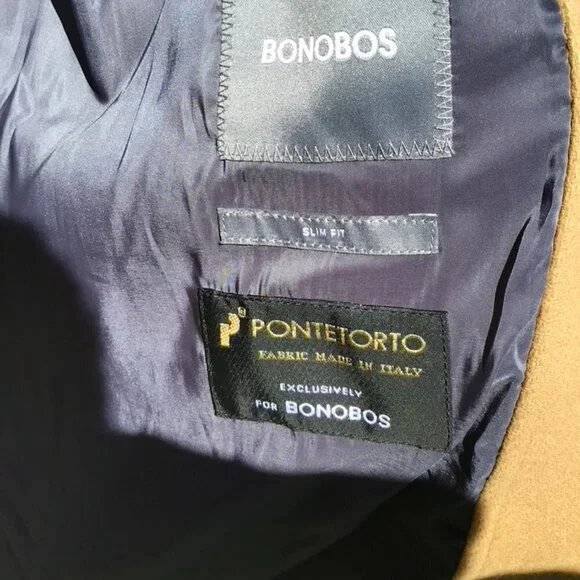 BONOBOS
SLIM FIT
PONTETORTO
FABRIC MADE IN ITALY
EXCLUSIVELY
FOR BONOBOS